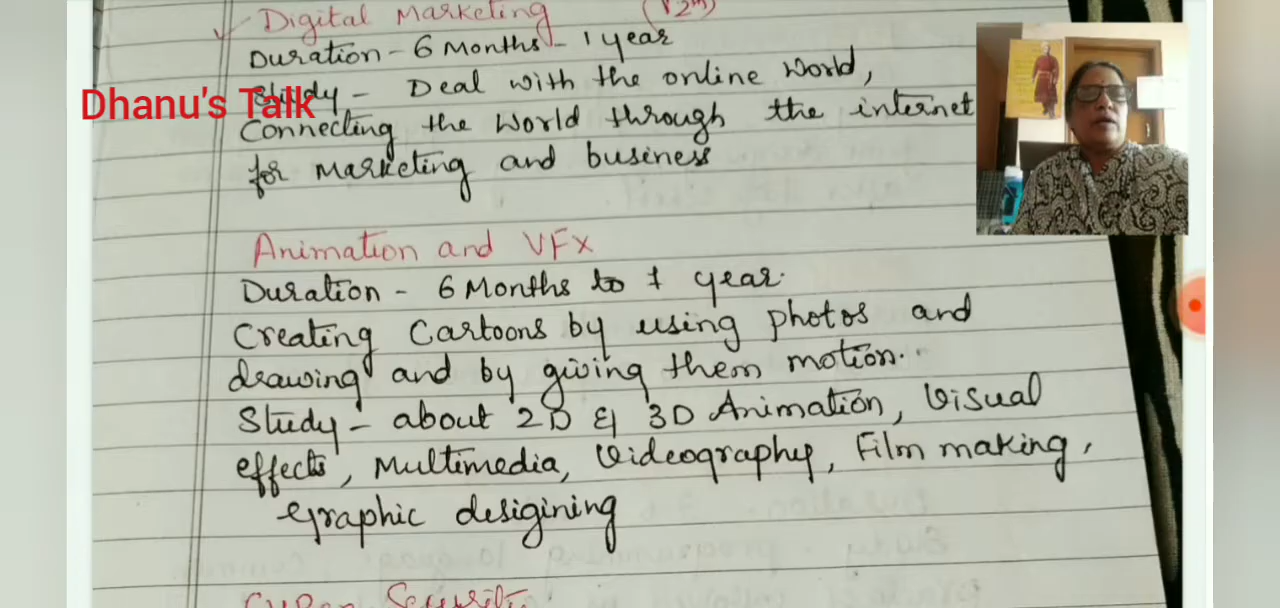 Digital Marketing
Duration - 6 Months - 1 year
Study - Deal with the online World,
Dhanu's Talk
Connecting the World through the internet
for Marketing and business
Animation and VFX
Duration - 6 Months to 1 year.
Creating Cartoons by using photos and
drawing and by giving them motion.
Study - about 2D & 3D Animation, Visual
effects, Multimedia, Videography, Film making,
Graphic desigining